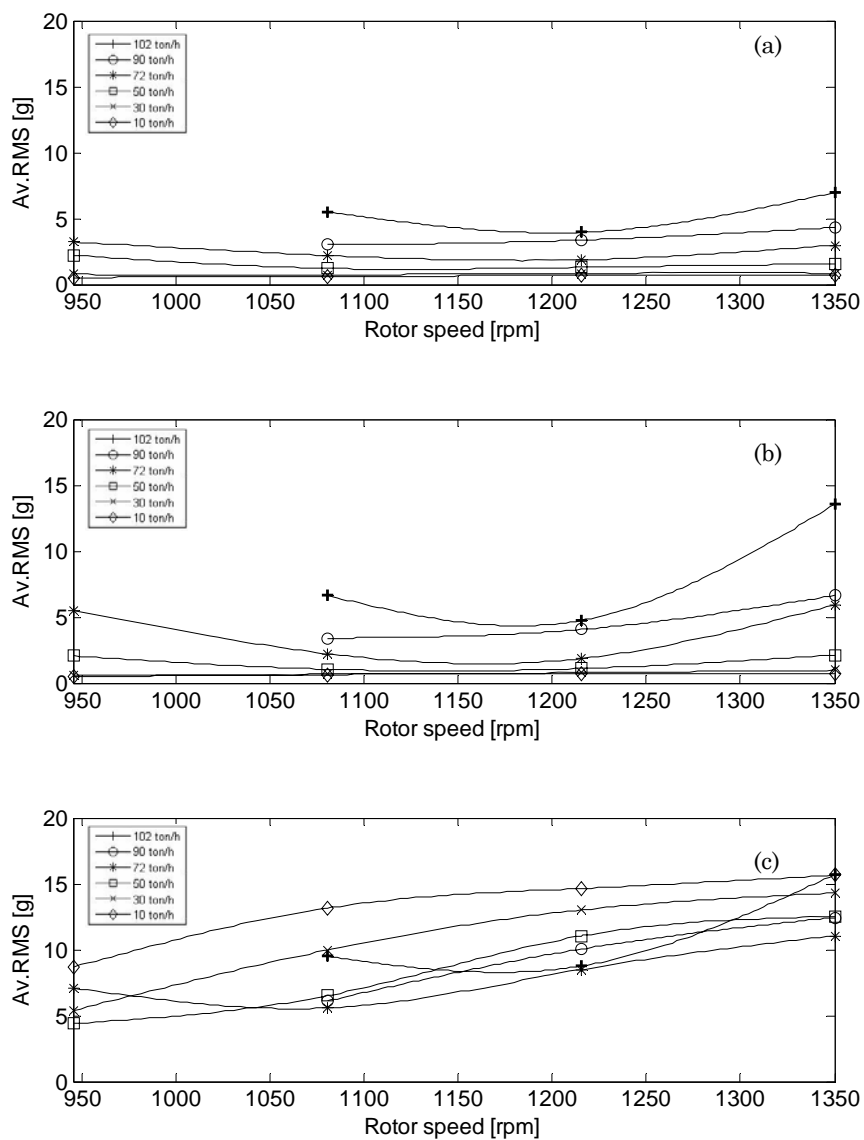 20
(a)
102 ton/h
90 ton/h
72 ton/h
50 ton/h
30 ton/h
10 ton/h
15
10
5
0
Av.RMS [g]
950 1000 1050 1100 1150 1200 1250 1300 1350
Rotor speed [rpm]
20
(b)
102 ton/h
90 ton/h
72 ton/h
50 ton/h
30 ton/h
10 ton/h
15
10
5
0
Av.RMS [g]
950 1000 1050 1100 1150 1200 1250 1300 1350
Rotor speed [rpm]
20
(c)
102 ton/h
90 ton/h
72 ton/h
50 ton/h
30 ton/h
10 ton/h
15
10
5
0
Av.RMS [g]
950 1000 1050 1100 1150 1200 1250 1300 1350
Rotor speed [rpm]